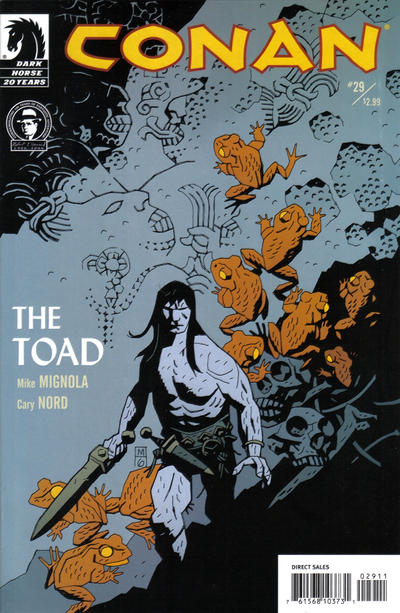 DARK
HORSE
20 YEARS
CONAN
#29
$2.99
THE
TOAD
Mike MIGNOLA
Cary NORD
M
6
DIRECT SALES
02911
7 61568 10373 1